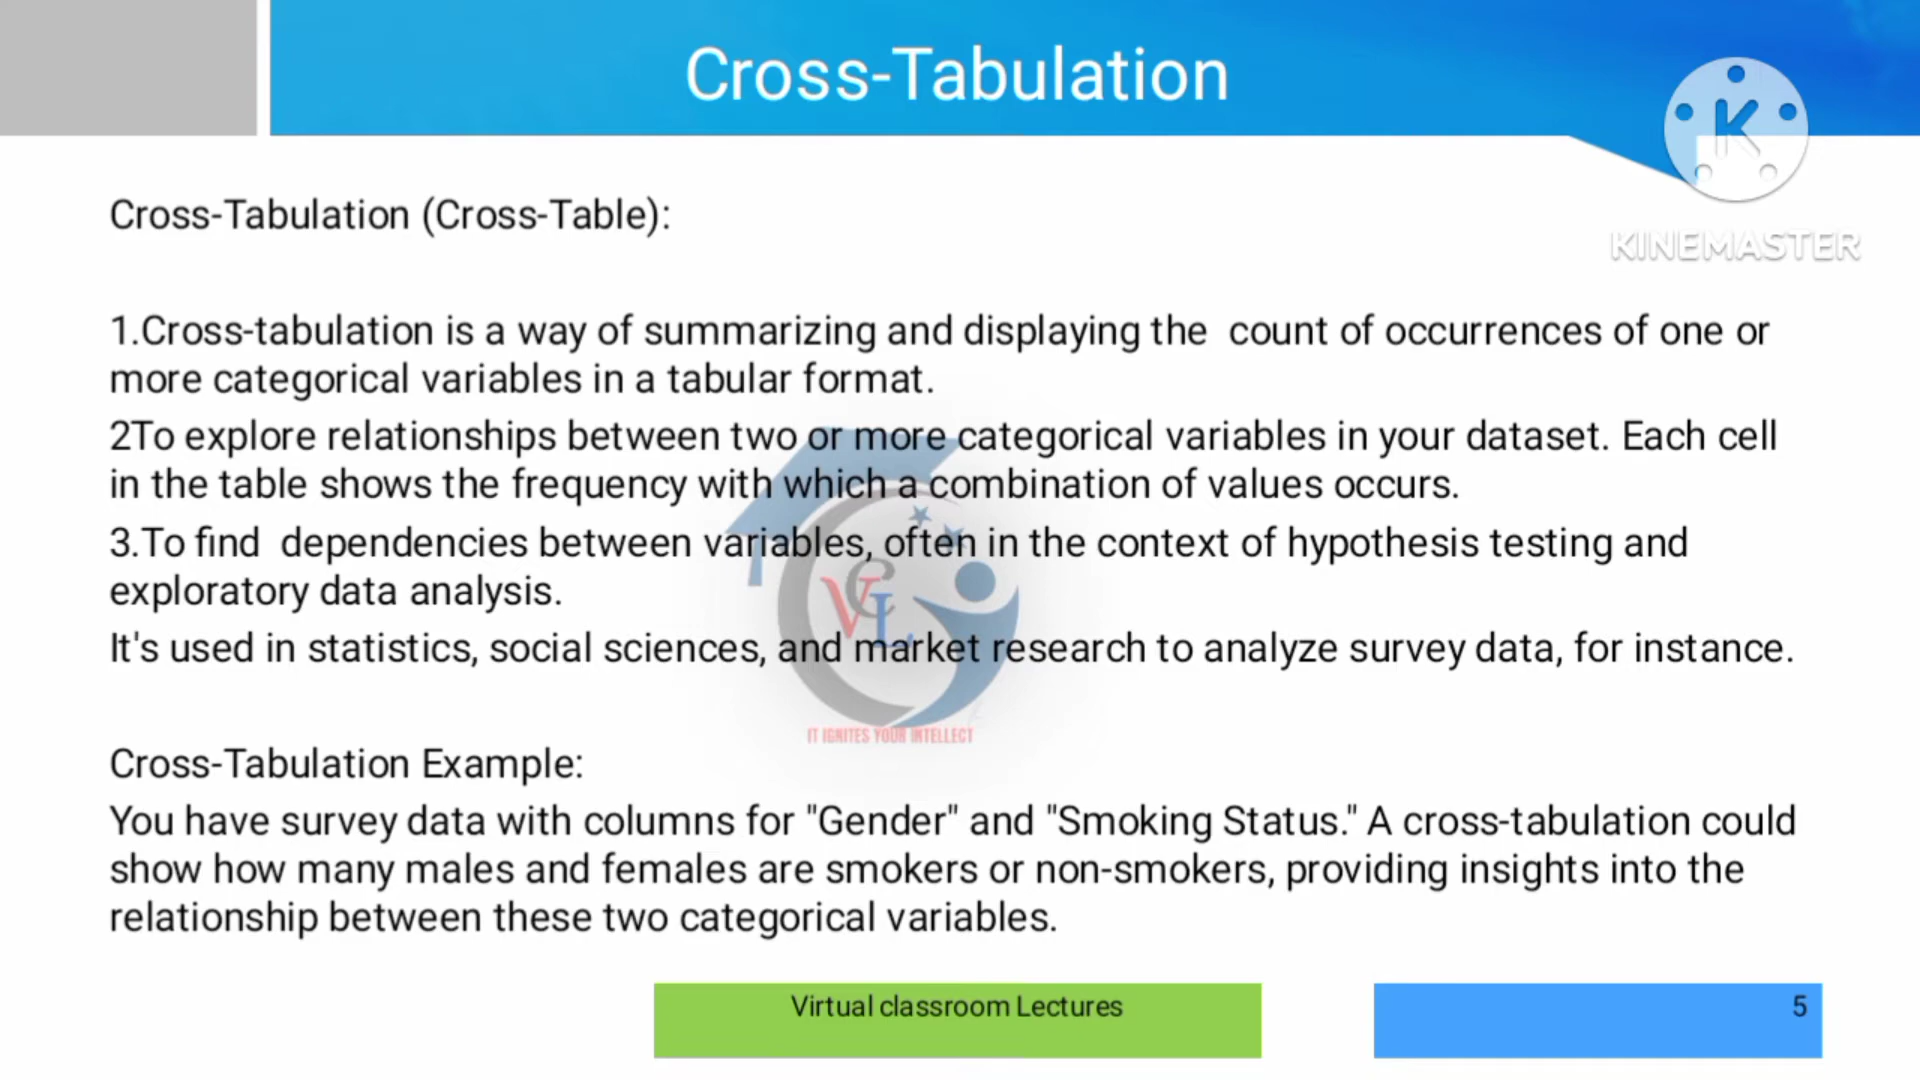 Cross-Tabulation
K
KINEMASTER
Cross-Tabulation (Cross-Table):
1.Cross-tabulation is a way of summarizing and displaying the  count of occurrences of one or
more categorical variables in a tabular format.
2To explore relationships between two or more categorical variables in your dataset. Each cell
in the table shows the frequency with which a combination of values occurs.
3.To find  dependencies between variables, often in the context of hypothesis testing and
exploratory data analysis.
It's used in statistics, social sciences, and market research to analyze survey data, for instance.
VCL
IT IGNITES YOUR INTELLECT
Cross-Tabulation Example:
You have survey data with columns for "Gender" and "Smoking Status." A cross-tabulation could
show how many males and females are smokers or non-smokers, providing insights into the
relationship between these two categorical variables.
Virtual classroom Lectures
5